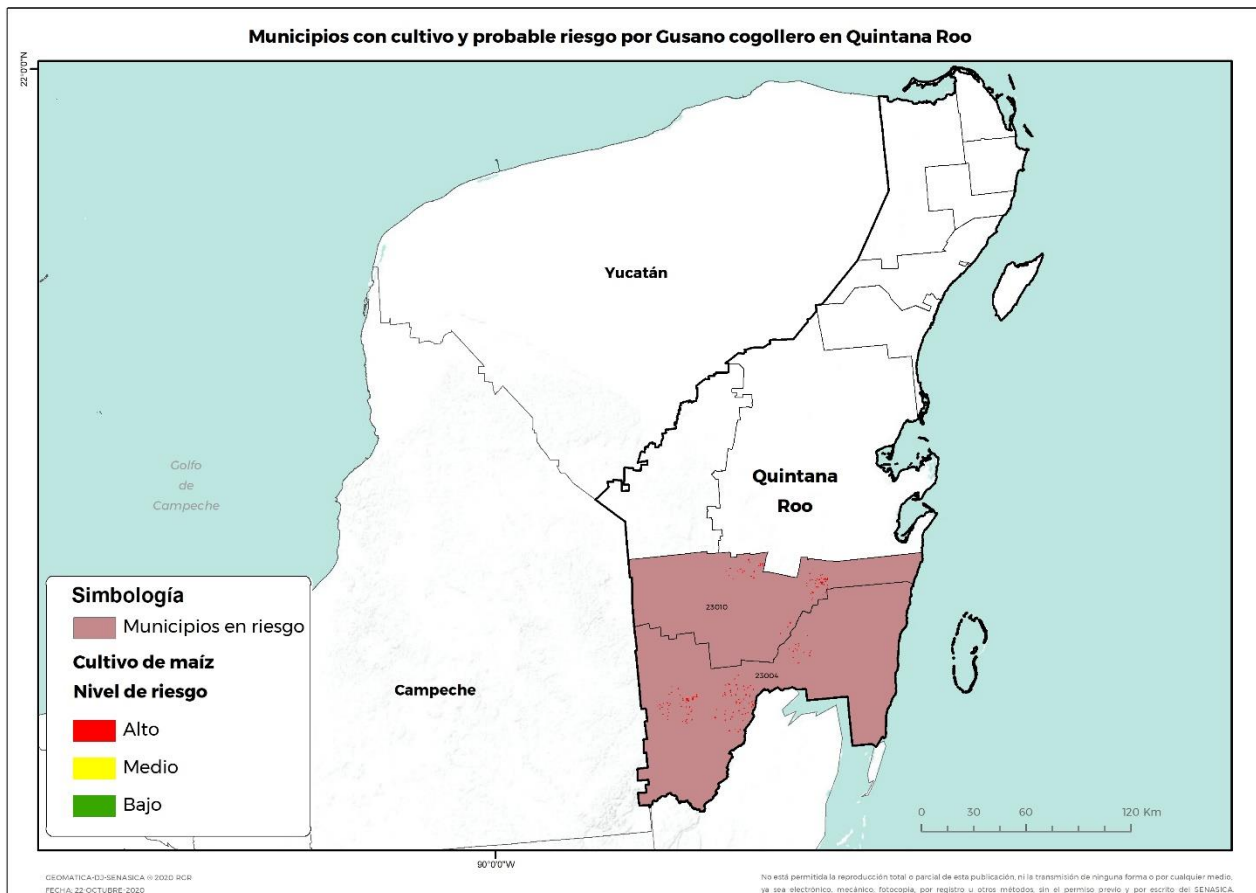 Municipios con cultivo y probable riesgo por Gusano cogollero en Quintana Roo
22°0'0"N
Yucatán
Golfo
de
Campeche
Quintana
Roo
23010
23004
Campeche
Simbología
Municipios en riesgo
Cultivo de maíz
Nivel de riesgo
Alto
Medio
Bajo
0 30 60 120 Km
90°0'0"W
GEOMATICA-DJ-SENASICA © 2020 RCR
FECHA: 22-OCTUBRE-2020
No está permitida la reproducción total o parcial de esta publicación, ni la transmisión de ninguna forma o por cualquier medio,
ya sea electrónico, mecánico, fotocopia, por registro u otros métodos, sin el permiso previo y por escrito del SENASICA.